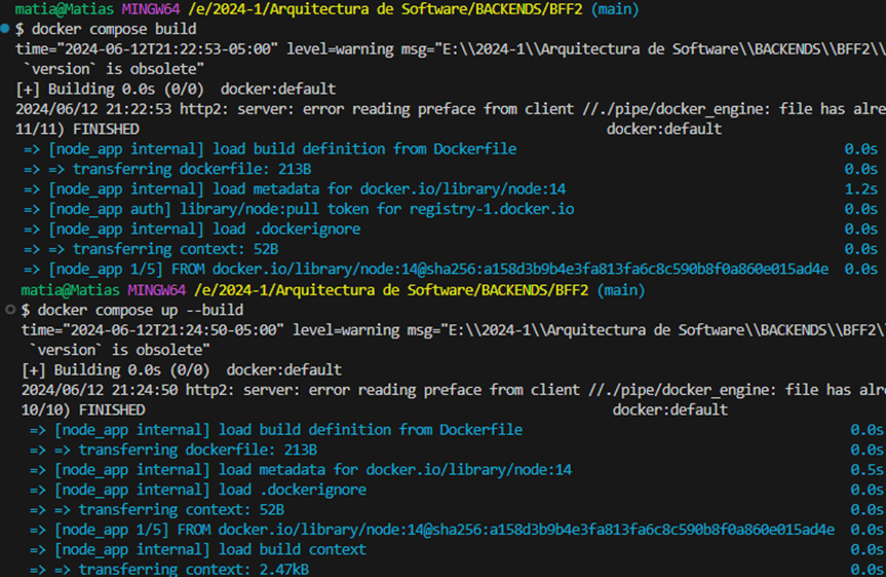 matia@Matias MINGW64 /e/2024-1/Arquitectura de Software/BACKENDS/BFF2 (main)
$ docker compose build
time="2024-06-12T21:22:53-05:00" level=warning msg="E:\\2024-1\\Arquitectura de Software\\BACKENDS\\BFF2\\
`version` is obsolete"
[+] Building 0.0s (0/0)  docker:default
2024/06/12 21:22:53 http2: server: error reading preface from client //./pipe/docker_engine: file has alre
11/11) FINISHED docker:default
=> [node_app internal] load build definition from Dockerfile 0.0s
=> => transferring dockerfile: 213B 0.0s
=> [node_app internal] load metadata for docker.io/library/node:14 1.2s
=> [node_app auth] library/node:pull token for registry-1.docker.io 0.0s
=> [node_app internal] load .dockerignore 0.0s
=> => transferring context: 52B 0.0s
=> [node_app 1/5] FROM docker.io/library/node:14@sha256:a158d3b9b4e3fa813fa6c8c590b8f0a860e015ad4e 0.0s
matia@Matias MINGW64 /e/2024-1/Arquitectura de Software/BACKENDS/BFF2 (main)
$ docker compose up --build
time="2024-06-12T21:24:50-05:00" level=warning msg="E:\\2024-1\\Arquitectura de Software\\BACKENDS\\BFF2\\
`version` is obsolete"
[+] Building 0.0s (0/0)  docker:default
2024/06/12 21:24:50 http2: server: error reading preface from client //./pipe/docker_engine: file has alre
10/10) FINISHED docker:default
=> [node_app internal] load build definition from Dockerfile 0.0s
=> => transferring dockerfile: 213B 0.0s
=> [node_app internal] load metadata for docker.io/library/node:14 0.5s
=> [node_app internal] load .dockerignore 0.0s
=> => transferring context: 52B 0.0s
=> [node_app 1/5] FROM docker.io/library/node:14@sha256:a158d3b9b4e3fa813fa6c8c590b8f0a860e015ad4e 0.0s
=> [node_app internal] load build context 0.0s
=> => transferring context: 2.47kB 0.0s